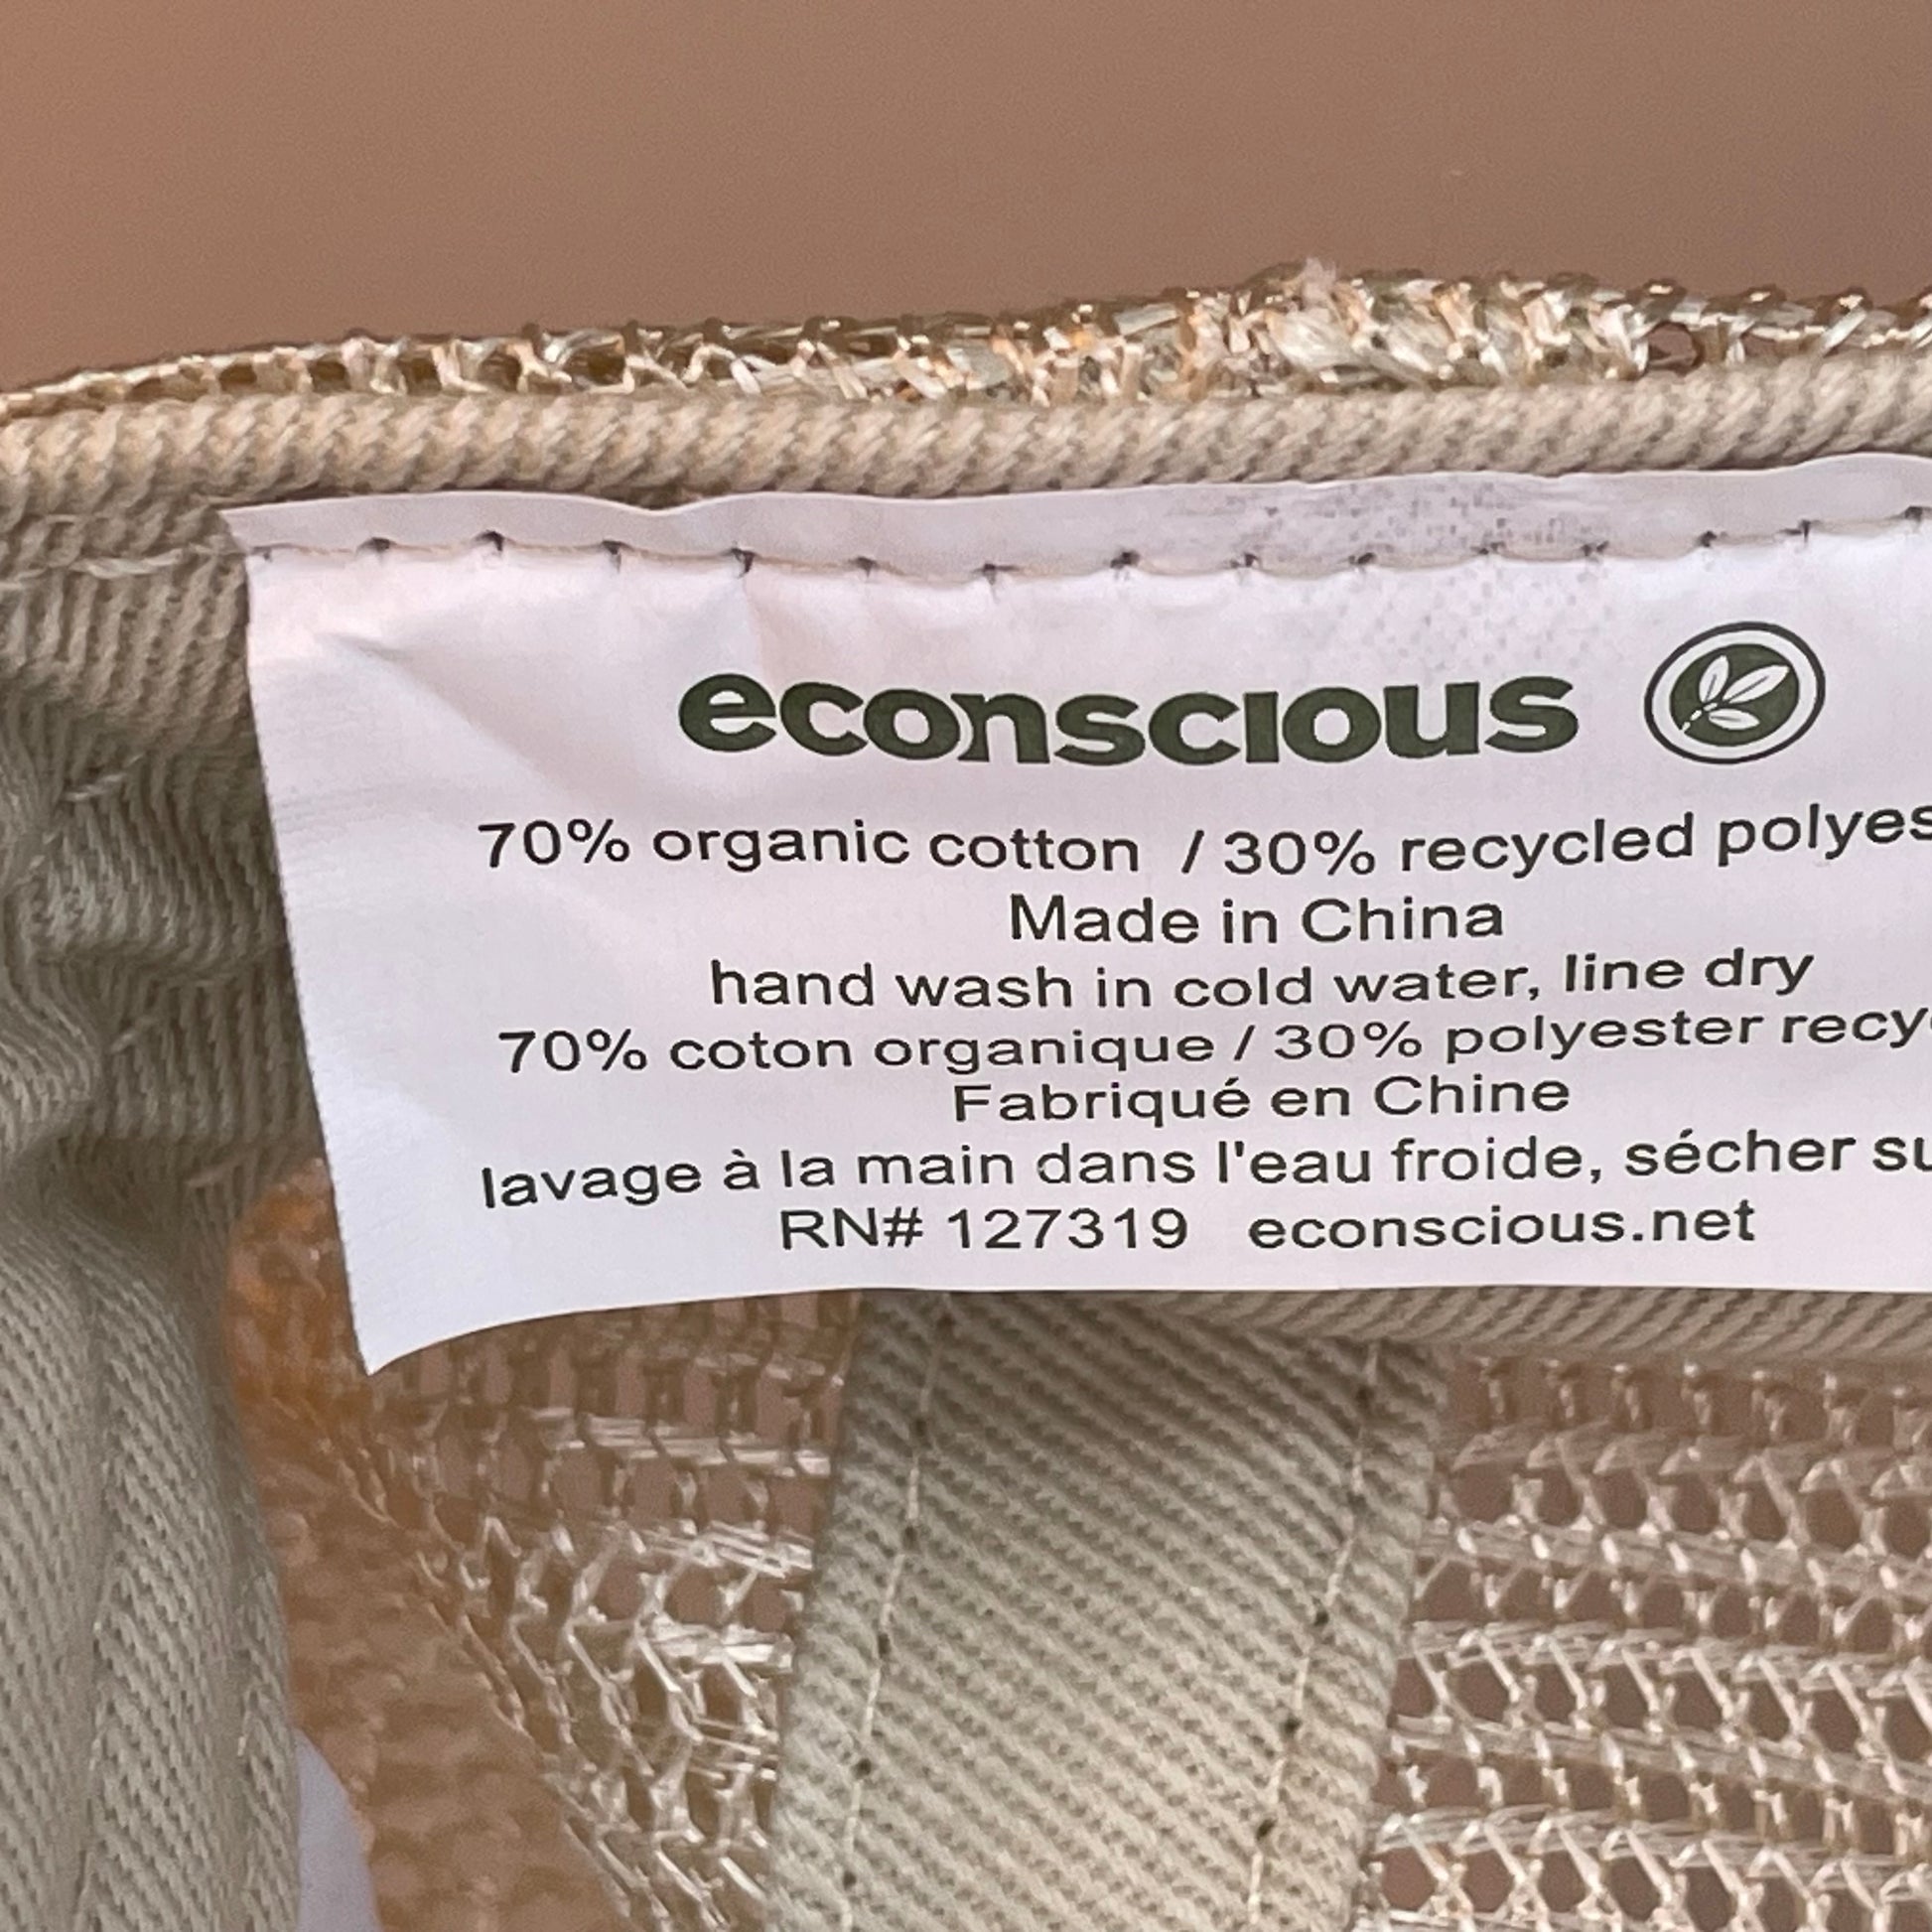 econscious
70% organic cotton / 30% recycled polyes
Made in China
hand wash in cold water, line dry
70% coton organique / 30% polyester recy
Fabriqué en Chine
lavage à la main dans l'eau froide, sécher su
RN# 127319 econscious.net